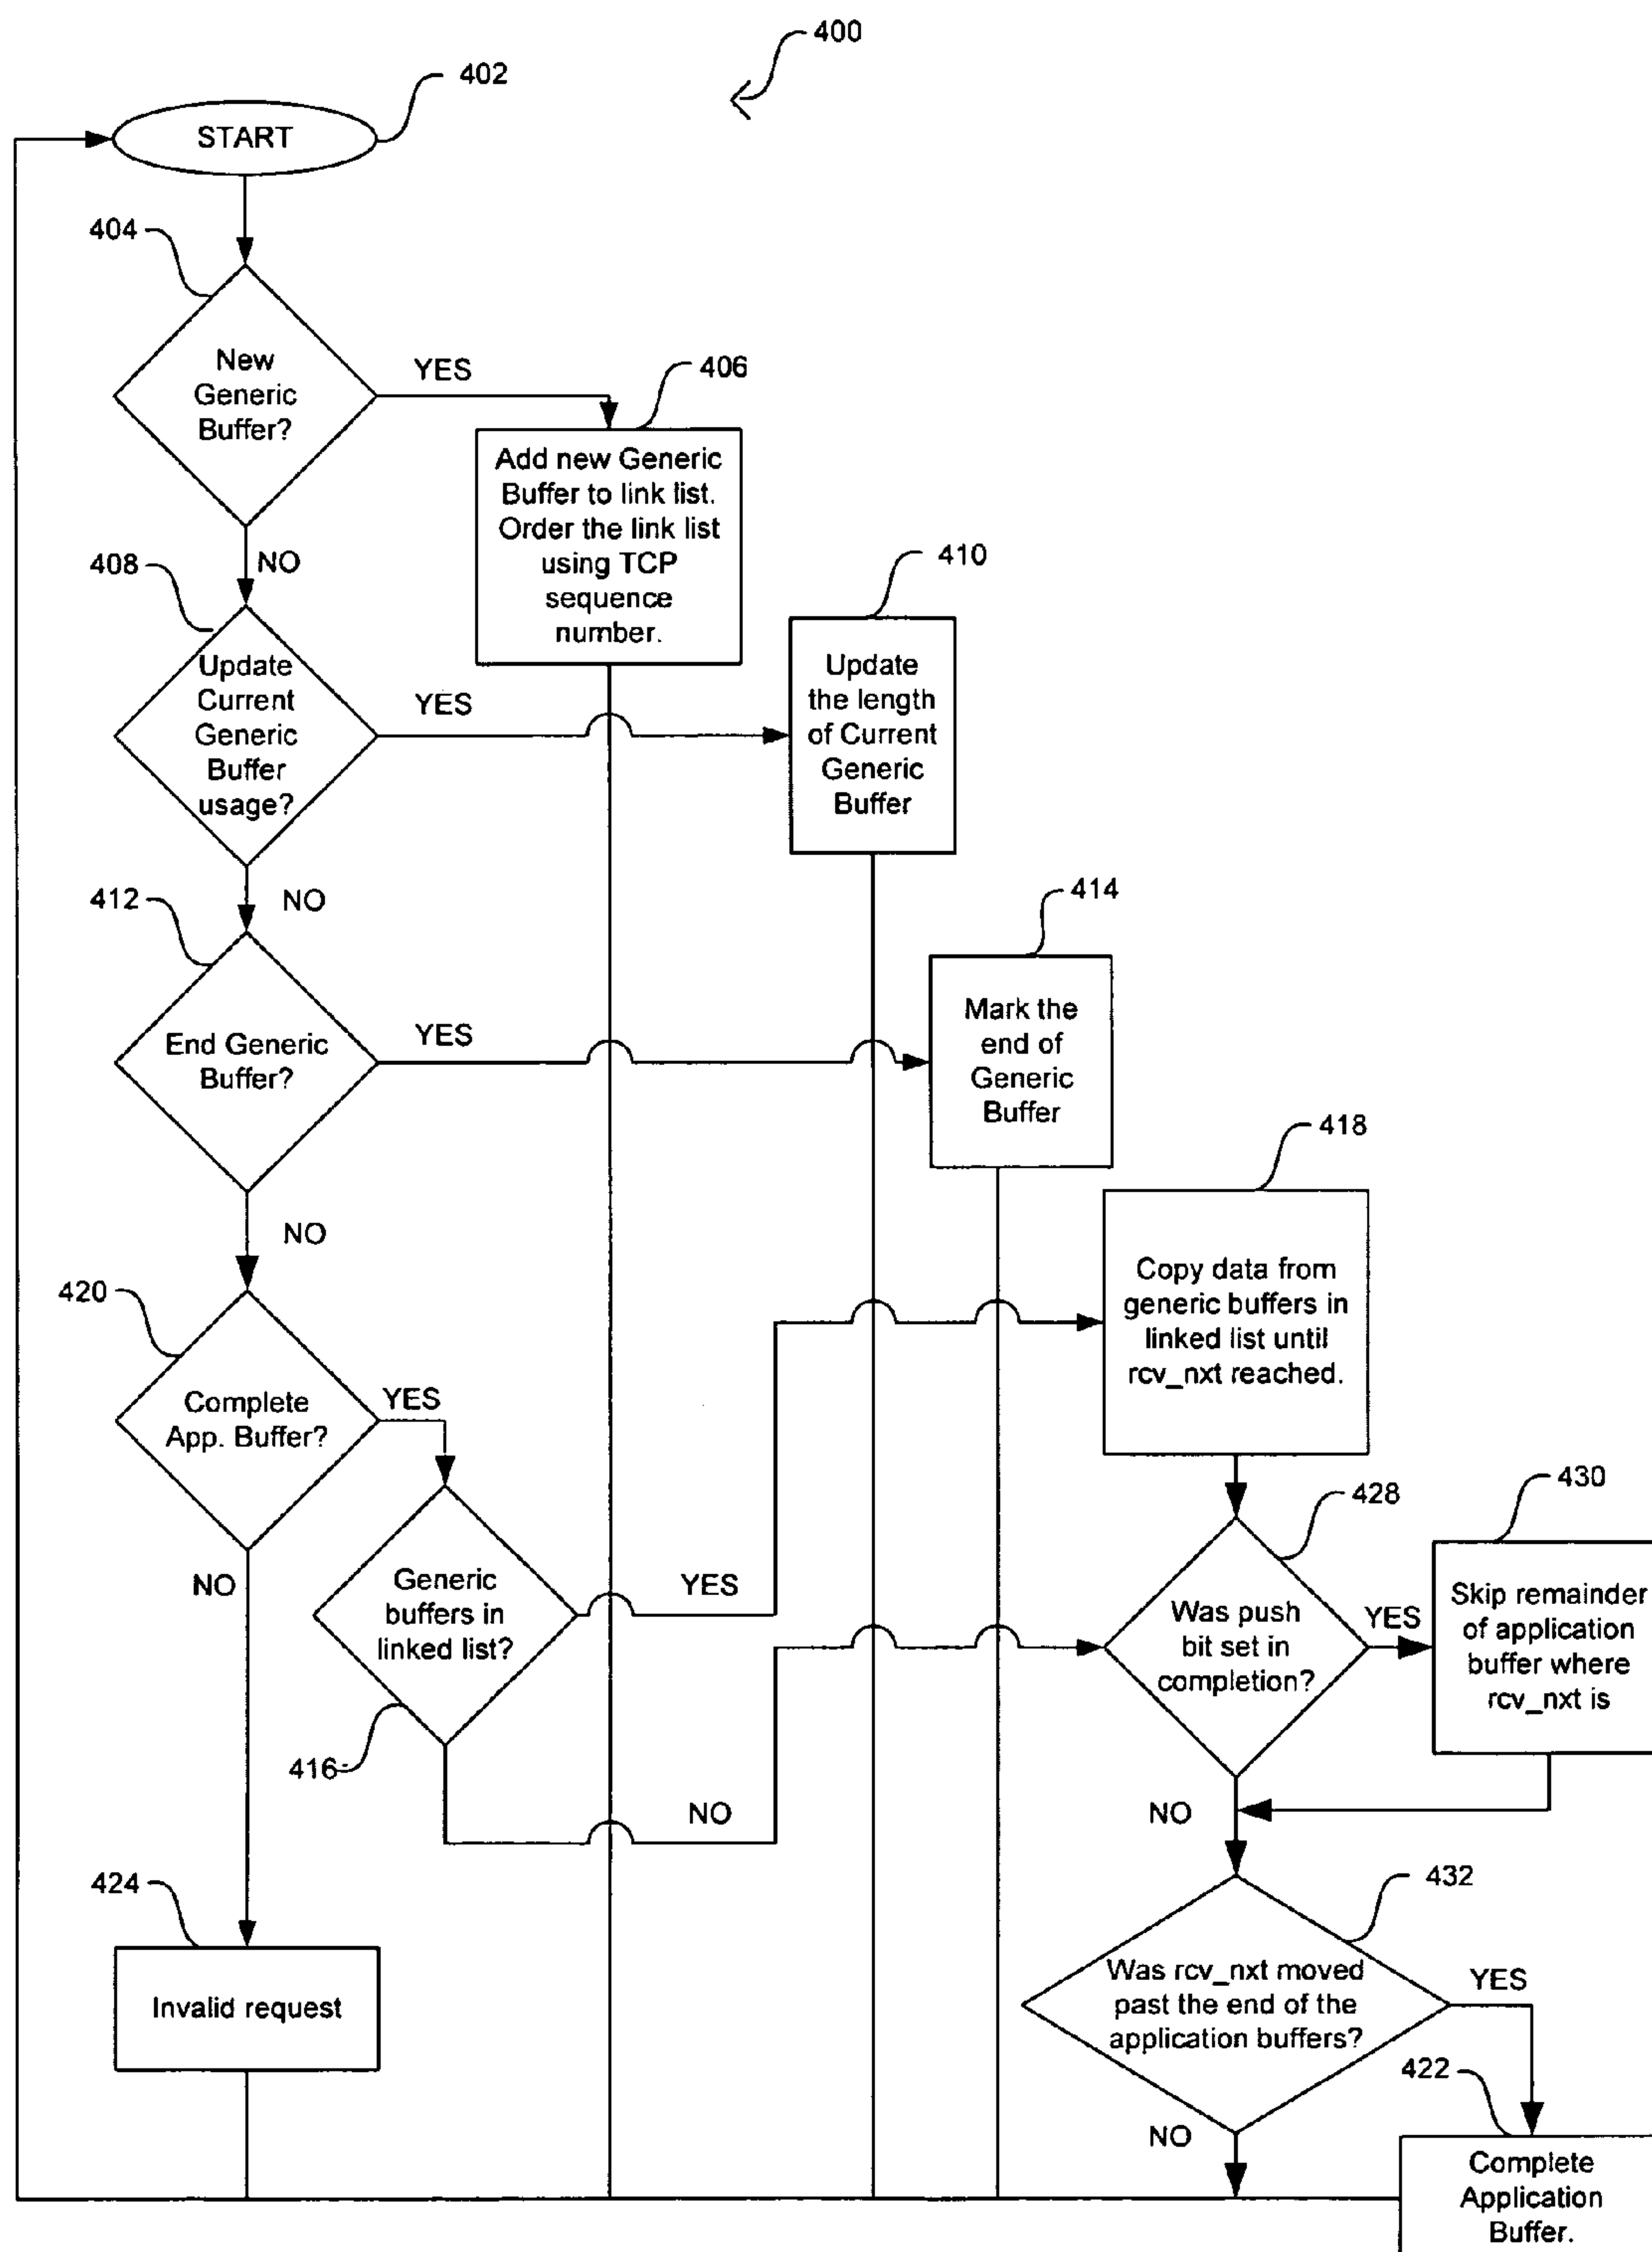 400
402
START
404
New
Generic
Buffer?
YES
406
Add new Generic
Buffer to link list.
Order the link list
using TCP
sequence
number.
NO
408
Update
Current
Generic
Buffer
usage?
YES
410
Update
the length
of Current
Generic
Buffer
NO
412
End Generic
Buffer?
YES
414
Mark the
end of
Generic
Buffer
NO
418
Copy data from
generic buffers in
linked list until
rcv_nxt reached.
420
Complete
App. Buffer?
YES
NO
Generic
buffers in
linked list?
YES
416
NO
428
Was push
bit set in
completion?
YES
430
Skip remainder
of application
buffer where
rcv_nxt is
NO
424
Invalid request
432
Was rcv_nxt moved
past the end of the
application buffers?
YES
NO
422
Complete
Application
Buffer.